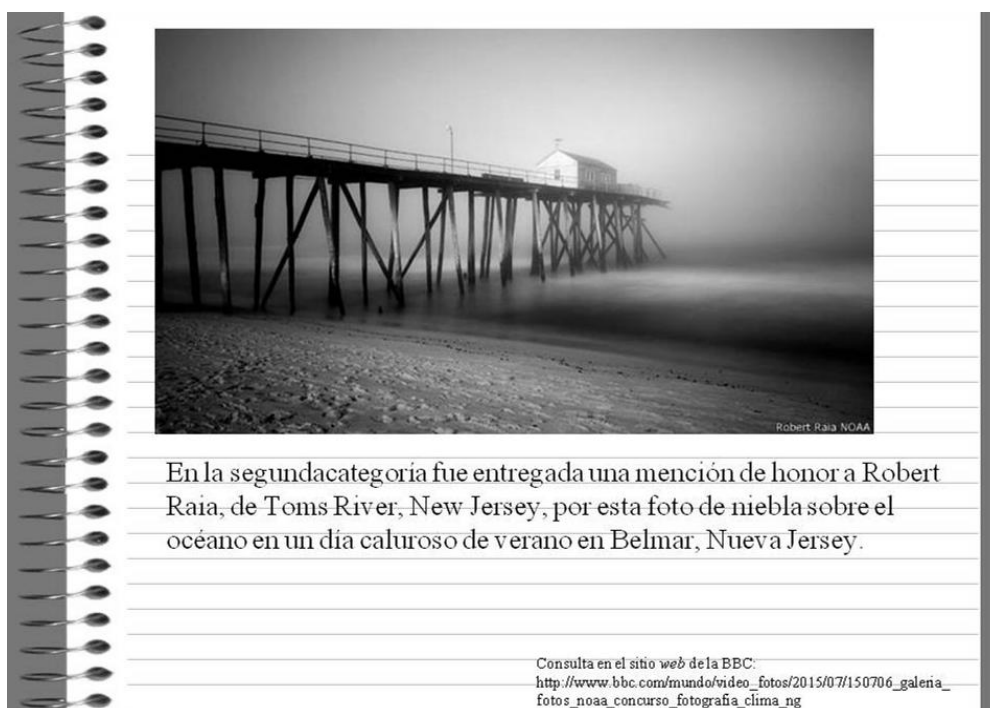 Robert Raia NOAA
En la segundacategoría fue entregada una mención de honor a Robert
Raia, de Toms River, New Jersey, por esta foto de niebla sobre el
océano en un día caluroso de verano en Belmar, Nueva Jersey.
Consulta en el sitio web de la BBC:
http://www.bbc.com/mundo/video_fotos/2015/07/150706_galeria_
fotos_noaa_concurso_fotografia_clima_ng